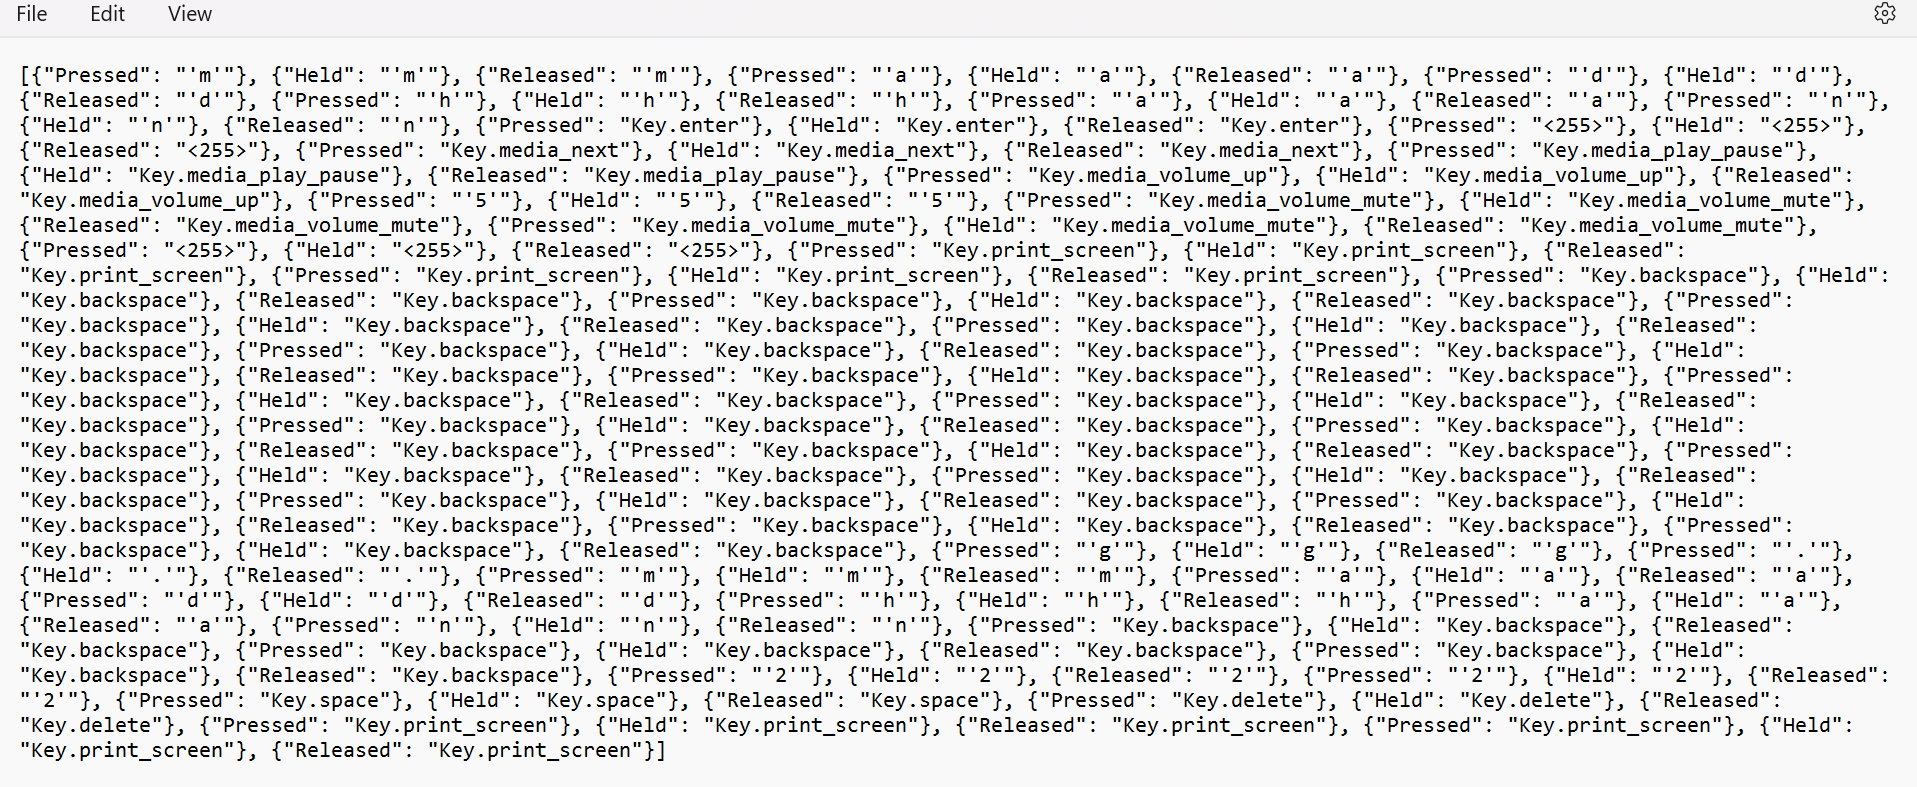 File Edit View
[{"Pressed": "'m'"}, {"Held": "'m'"}, {"Released": "'m'"}, {"Pressed": "'a'"}, {"Held": "'a'"}, {"Released": "'a'"}, {"Pressed": "'d'"}, {"Held": "'d'"},
{"Released": "'d'"}, {"Pressed": "'h'"}, {"Held": "'h'"}, {"Released": "'h'"}, {"Pressed": "'a'"}, {"Held": "'a'"}, {"Released": "'a'"}, {"Pressed": "'n'"},
{"Held": "'n'"}, {"Released": "'n'"}, {"Pressed": "Key.enter"}, {"Held": "Key.enter"}, {"Released": "Key.enter"}, {"Pressed": "<255>"}, {"Held": "<255>"},
{"Released": "<255>"}, {"Pressed": "Key.media_next"}, {"Held": "Key.media_next"}, {"Released": "Key.media_next"}, {"Pressed": "Key.media_play_pause"},
{"Held": "Key.media_play_pause"}, {"Released": "Key.media_play_pause"}, {"Pressed": "Key.media_volume_up"}, {"Held": "Key.media_volume_up"}, {"Released":
"Key.media_volume_up"}, {"Pressed": "'5'"}, {"Held": "'5'"}, {"Released": "'5'"}, {"Pressed": "Key.media_volume_mute"}, {"Held": "Key.media_volume_mute"},
{"Released": "Key.media_volume_mute"}, {"Pressed": "Key.media_volume_mute"}, {"Held": "Key.media_volume_mute"}, {"Released": "Key.media_volume_mute"},
{"Pressed": "<255>"}, {"Held": "<255>"}, {"Released": "<255>"}, {"Pressed": "Key.print_screen"}, {"Held": "Key.print_screen"}, {"Released":
"Key.print_screen"}, {"Pressed": "Key.print_screen"}, {"Held": "Key.print_screen"}, {"Released": "Key.print_screen"}, {"Pressed": "Key.backspace"}, {"Held":
"Key.backspace"}, {"Released": "Key.backspace"}, {"Pressed": "Key.backspace"}, {"Held": "Key.backspace"}, {"Released": "Key.backspace"}, {"Pressed":
"Key.backspace"}, {"Held": "Key.backspace"}, {"Released": "Key.backspace"}, {"Pressed": "Key.backspace"}, {"Held": "Key.backspace"}, {"Released":
"Key.backspace"}, {"Pressed": "Key.backspace"}, {"Held": "Key.backspace"}, {"Released": "Key.backspace"}, {"Pressed": "Key.backspace"}, {"Held":
"Key.backspace"}, {"Released": "Key.backspace"}, {"Pressed": "Key.backspace"}, {"Held": "Key.backspace"}, {"Released": "Key.backspace"}, {"Pressed":
"Key.backspace"}, {"Held": "Key.backspace"}, {"Released": "Key.backspace"}, {"Pressed": "Key.backspace"}, {"Held": "Key.backspace"}, {"Released":
"Key.backspace"}, {"Pressed": "Key.backspace"}, {"Held": "Key.backspace"}, {"Released": "Key.backspace"}, {"Pressed": "Key.backspace"}, {"Held":
"Key.backspace"}, {"Released": "Key.backspace"}, {"Pressed": "Key.backspace"}, {"Held": "Key.backspace"}, {"Released": "Key.backspace"}, {"Pressed":
"Key.backspace"}, {"Held": "Key.backspace"}, {"Released": "Key.backspace"}, {"Pressed": "Key.backspace"}, {"Held": "Key.backspace"}, {"Released":
"Key.backspace"}, {"Pressed": "Key.backspace"}, {"Held": "Key.backspace"}, {"Released": "Key.backspace"}, {"Pressed": "Key.backspace"}, {"Held":
"Key.backspace"}, {"Released": "Key.backspace"}, {"Pressed": "Key.backspace"}, {"Held": "Key.backspace"}, {"Released": "Key.backspace"}, {"Pressed":
"Key.backspace"}, {"Held": "Key.backspace"}, {"Released": "Key.backspace"}, {"Pressed": "'g'"}, {"Held": "'g'"}, {"Released": "'g'"}, {"Pressed": "'.'"},
{"Held": "'.'"}, {"Released": "'.'"}, {"Pressed": "'m'"}, {"Held": "'m'"}, {"Released": "'m'"}, {"Pressed": "'a'"}, {"Held": "'a'"}, {"Released": "'a'"},
{"Pressed": "'d'"}, {"Held": "'d'"}, {"Released": "'d'"}, {"Pressed": "'h'"}, {"Held": "'h'"}, {"Released": "'h'"}, {"Pressed": "'a'"}, {"Held": "'a'"},
{"Released": "'a'"}, {"Pressed": "'n'"}, {"Held": "'n'"}, {"Released": "'n'"}, {"Pressed": "Key.backspace"}, {"Held": "Key.backspace"}, {"Released":
"Key.backspace"}, {"Pressed": "Key.backspace"}, {"Held": "Key.backspace"}, {"Released": "Key.backspace"}, {"Pressed": "Key.backspace"}, {"Held":
"Key.backspace"}, {"Released": "Key.backspace"}, {"Pressed": "'2'"}, {"Held": "'2'"}, {"Released": "'2'"}, {"Pressed": "'2'"}, {"Held": "'2'"}, {"Released":
"'2'"}, {"Pressed": "Key.space"}, {"Held": "Key.space"}, {"Released": "Key.space"}, {"Pressed": "Key.delete"}, {"Held": "Key.delete"}, {"Released":
"Key.delete"}, {"Pressed": "Key.print_screen"}, {"Held": "Key.print_screen"}, {"Released": "Key.print_screen"}, {"Pressed": "Key.print_screen"}, {"Held":
"Key.print_screen"}, {"Released": "Key.print_screen"}]